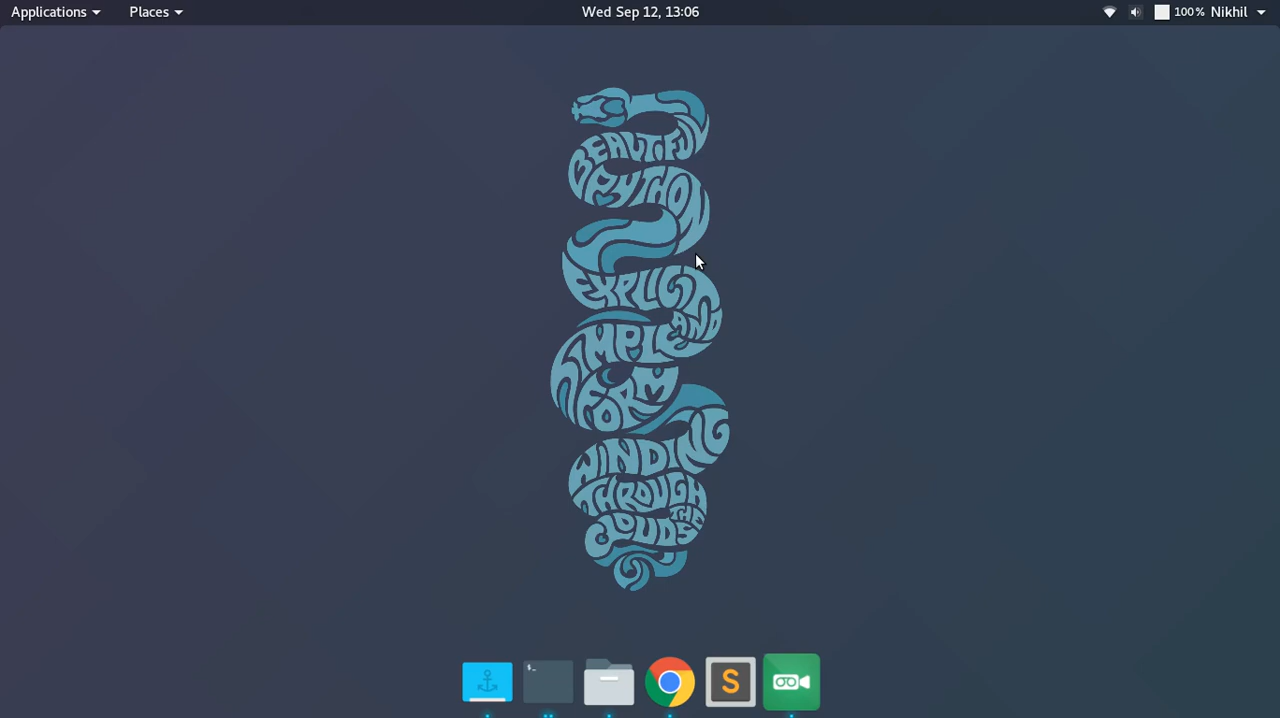 Applications Places Wed Sep 12, 13:06 100% Nikhil
BEAUTIFUL
PYTHON
EXPLICIT
AND
SIMPLE
FORM
WINDING
THROUGH
THE
CLOUDS
$_
S